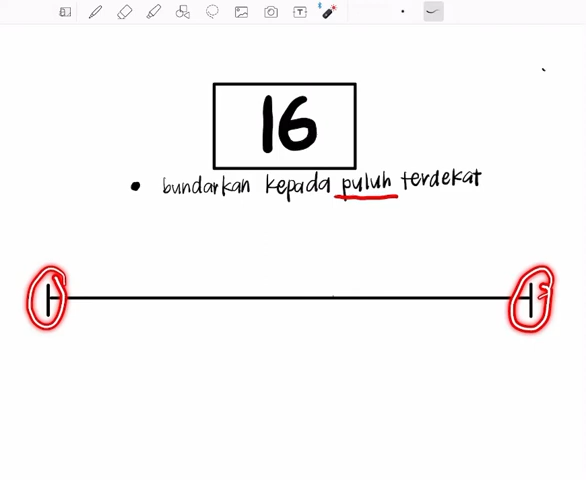 16
• bundarkan kepada puluh terdekat